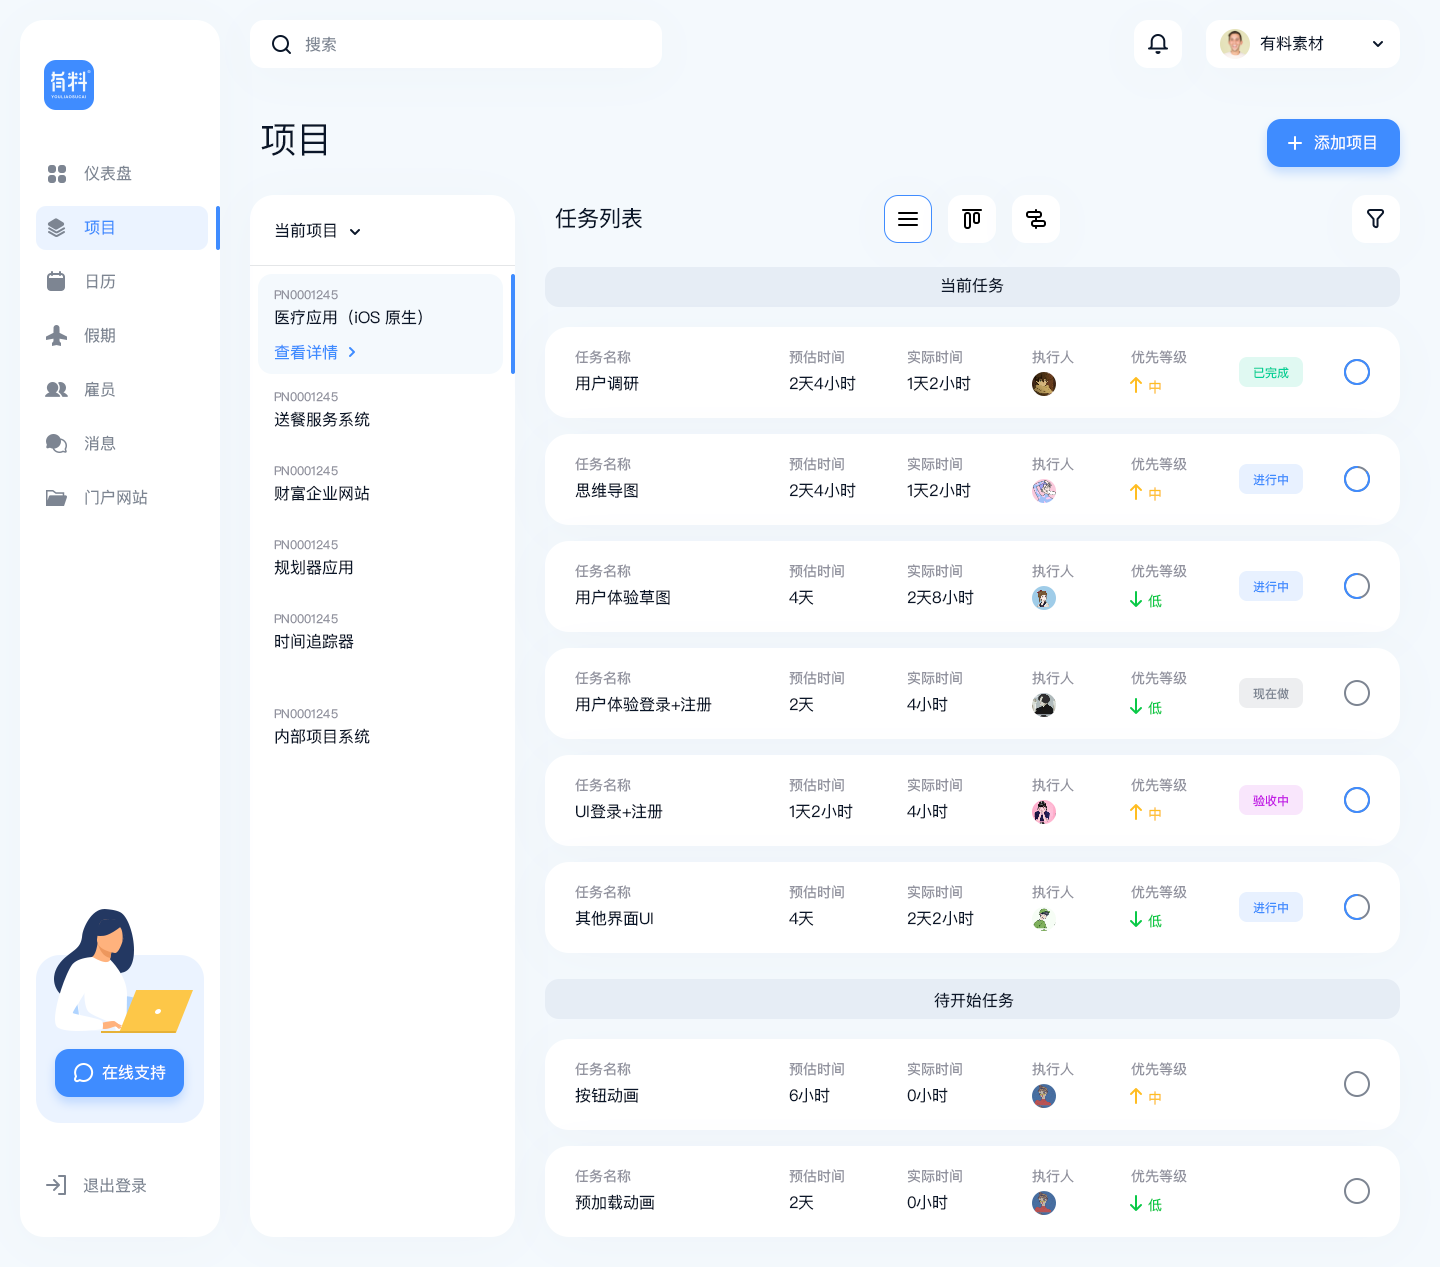 有料
YOULIAOSUCAI
仪表盘
项目
日历
假期
雇员
消息
门户网站
在线支持
退出登录
搜索
有料素材
项目
添加项目
当前项目
PN0001245
医疗应用（iOS 原生）
查看详情
PN0001245
送餐服务系统
PN0001245
财富企业网站
PN0001245
规划器应用
PN0001245
时间追踪器
PN0001245
内部项目系统
任务列表
当前任务
任务名称 预估时间 实际时间 执行人 优先等级
用户调研 2天4小时 1天2小时 中 已完成
任务名称 预估时间 实际时间 执行人 优先等级
思维导图 2天4小时 1天2小时 中 进行中
任务名称 预估时间 实际时间 执行人 优先等级
用户体验草图 4天 2天8小时 低 进行中
任务名称 预估时间 实际时间 执行人 优先等级
用户体验登录+注册 2天 4小时 低 现在做
任务名称 预估时间 实际时间 执行人 优先等级
UI登录+注册 1天2小时 4小时 中 验收中
任务名称 预估时间 实际时间 执行人 优先等级
其他界面UI 4天 2天2小时 低 进行中
待开始任务
任务名称 预估时间 实际时间 执行人 优先等级
按钮动画 6小时 0小时 中
任务名称 预估时间 实际时间 执行人 优先等级
预加载动画 2天 0小时 低